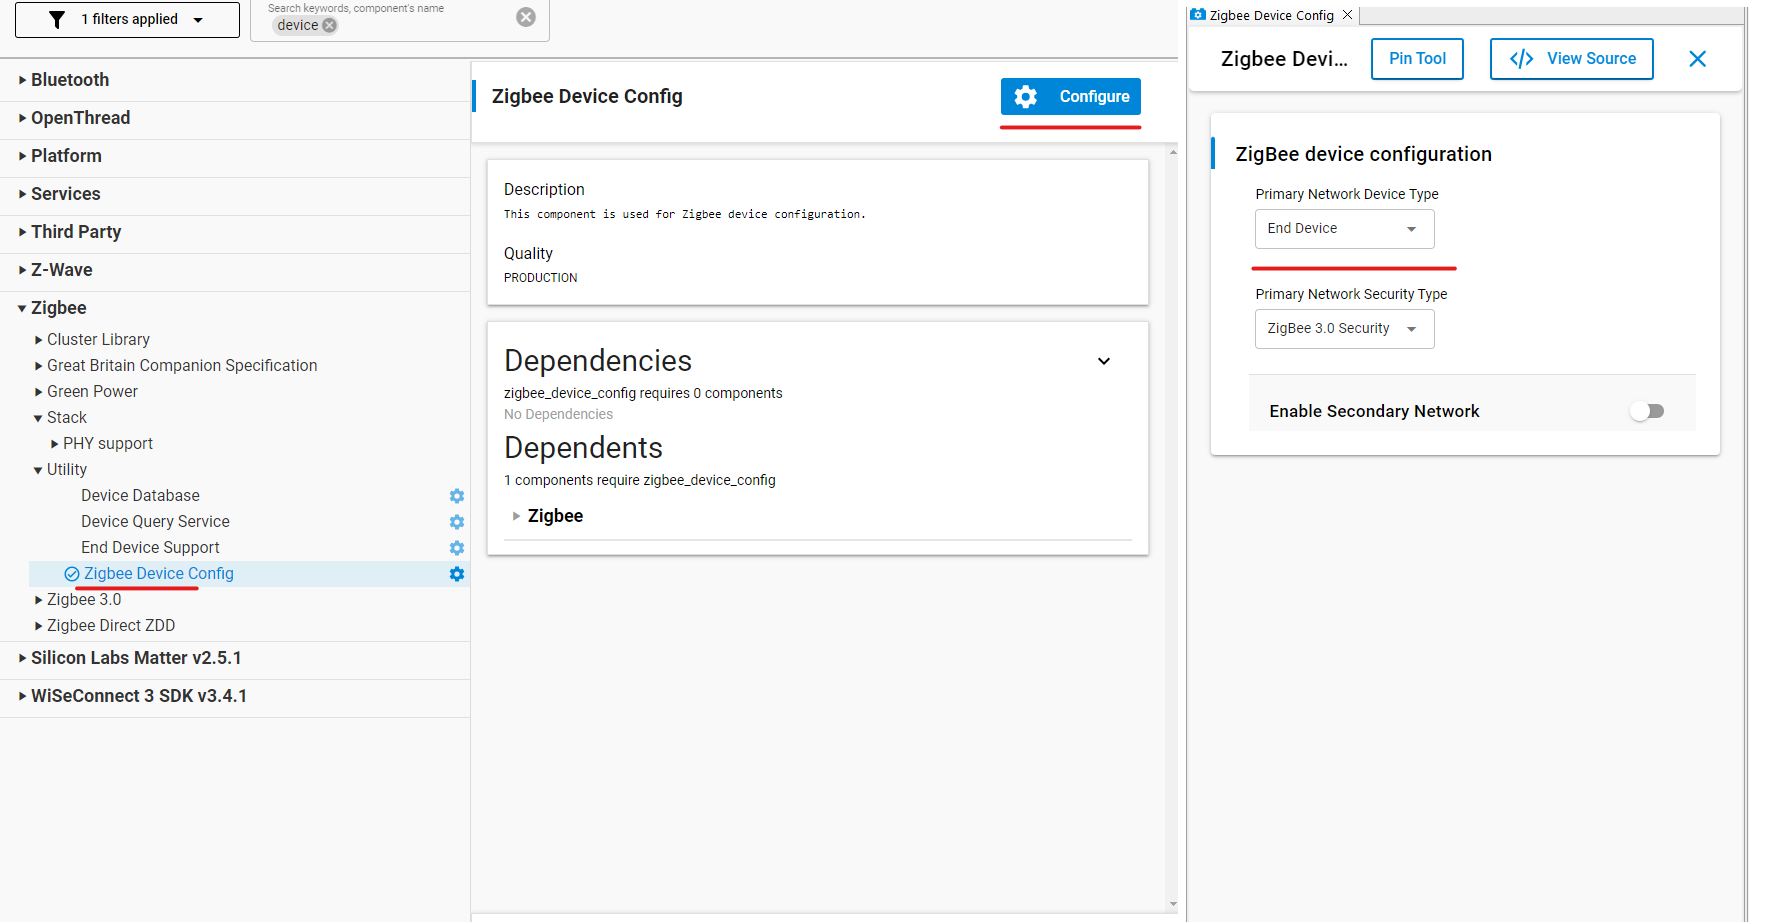 1 filters applied
Search keywords, component's name
device
Bluetooth
OpenThread
Platform
Services
Third Party
Z-Wave
Zigbee
Cluster Library
Great Britain Companion Specification
Green Power
Stack
PHY support
Utility
Device Database
Device Query Service
End Device Support
Zigbee Device Config
Zigbee 3.0
Zigbee Direct ZDD
Silicon Labs Matter v2.5.1
WiSeConnect 3 SDK v3.4.1
Zigbee Device Config
Configure
Description
This component is used for Zigbee device configuration.
Quality
PRODUCTION
Dependencies
zigbee_device_config requires 0 components
No Dependencies
Dependents
1 components require zigbee_device_config
Zigbee
Zigbee Device Config
Zigbee Devi...
Pin Tool
View Source
ZigBee device configuration
Primary Network Device Type
End Device
Primary Network Security Type
ZigBee 3.0 Security
Enable Secondary Network